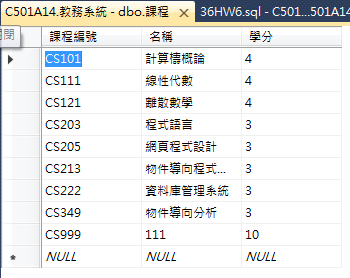 C501A14.教務系統 - dbo.課程 × 36HW6.sql - C501...501A14
閉
課程編號 名稱 學分
CS101 計算機概論 4
CS111 線性代數 4
CS121 離散數學 4
CS203 程式語言 3
CS205 網頁程式設計 3
CS213 物件導向程式... 3
CS222 資料庫管理系統 3
CS349 物件導向分析 3
CS999 111 10
NULL NULL NULL